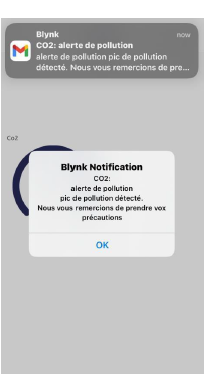 Blynk now
CO2: alerte de pollution
alerte de pollution pic de pollution
détecté. Nous vous remercions de pre...
Co2
Blynk Notification
CO2:
alerte de pollution
pic de pollution détecté.
Nous vous remercions de prendre vox
précautions
OK